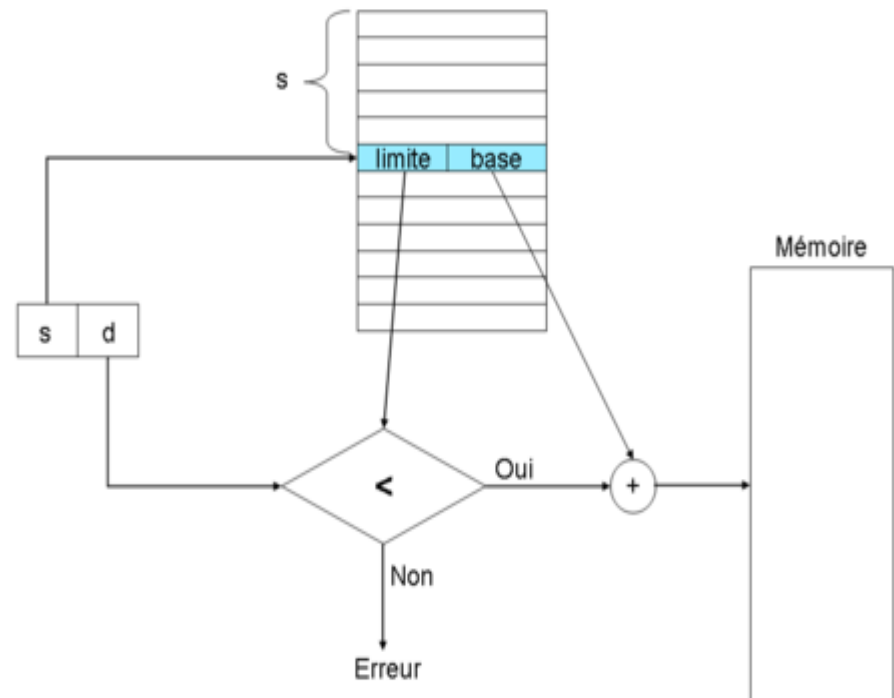 s
limite base
Mémoire
s d
< Oui +
Non
Erreur